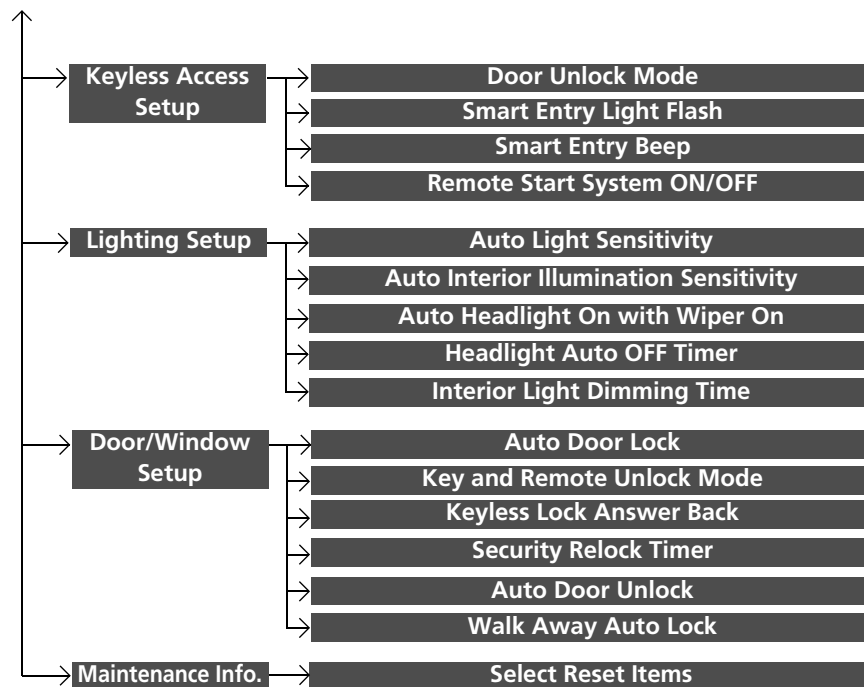 Keyless Access
Setup
Door Unlock Mode
Smart Entry Light Flash
Smart Entry Beep
Remote Start System ON/OFF
Lighting Setup
Auto Light Sensitivity
Auto Interior Illumination Sensitivity
Auto Headlight On with Wiper On
Headlight Auto OFF Timer
Interior Light Dimming Time
Door/Window
Setup
Auto Door Lock
Key and Remote Unlock Mode
Keyless Lock Answer Back
Security Relock Timer
Auto Door Unlock
Walk Away Auto Lock
Maintenance Info.
Select Reset Items